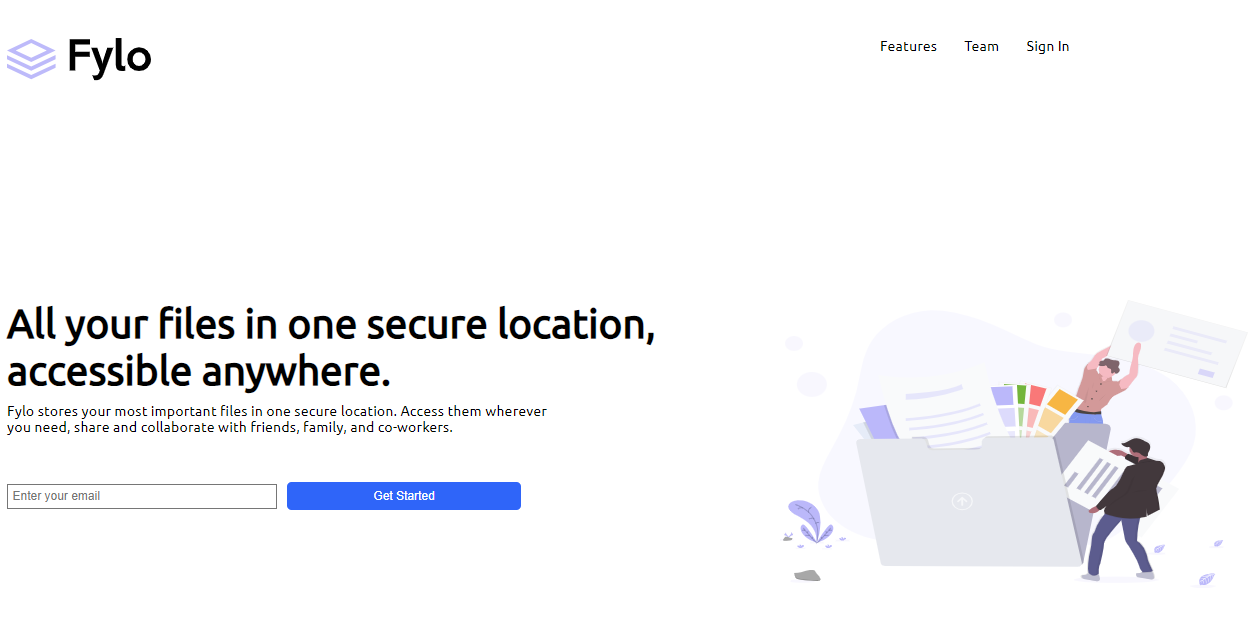 Fylo
Features Team Sign In
All your files in one secure location,
accessible anywhere.
Fylo stores your most important files in one secure location. Access them wherever
you need, share and collaborate with friends, family, and co-workers.
Enter your email
Get Started